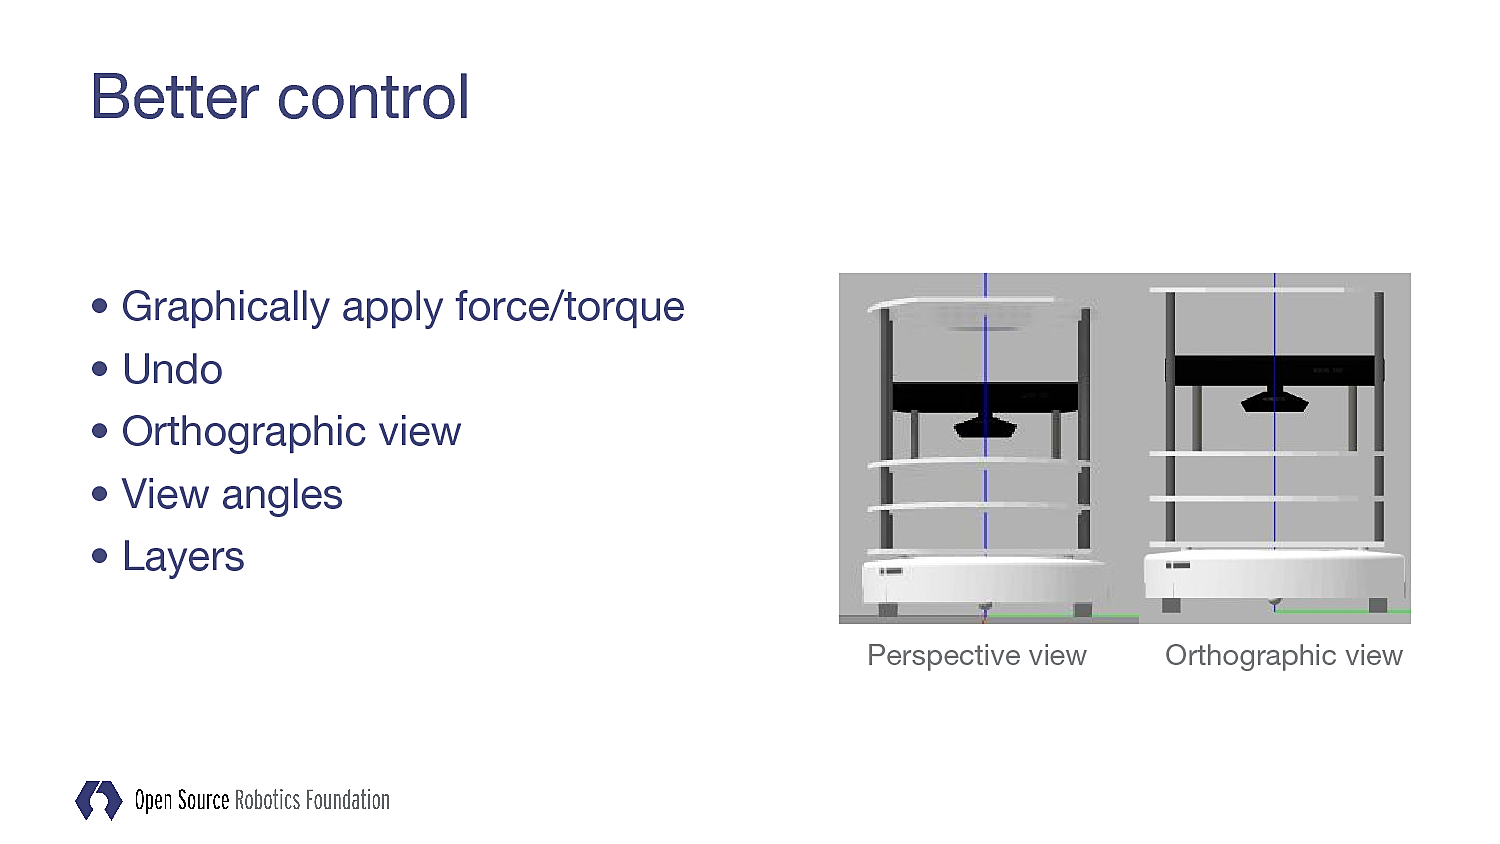 Better control
• Graphically apply force/torque
• Undo
• Orthographic view
• View angles
• Layers
Perspective view
Orthographic view
Open Source Robotics Foundation